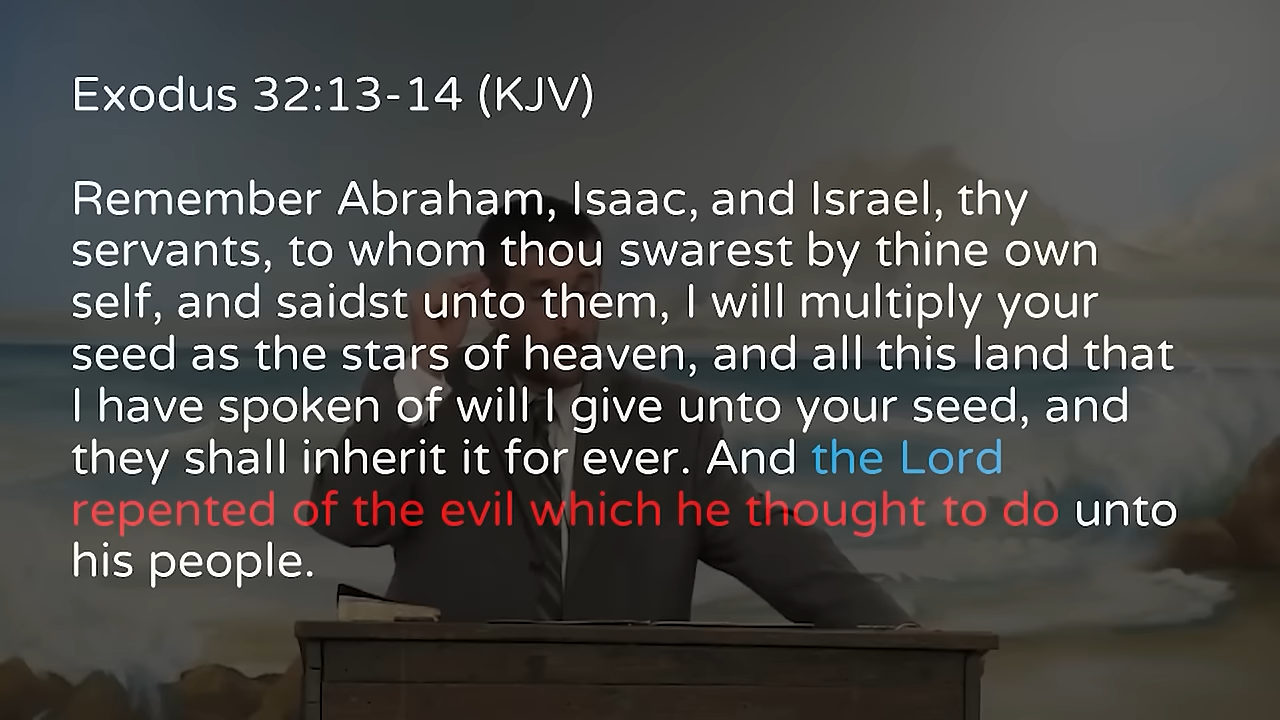 Exodus 32:13-14 (KJV)
Remember Abraham, Isaac, and Israel, thy
servants, to whom thou swarest by thine own
self, and saidst unto them, I will multiply your
seed as the stars of heaven, and all this land that
I have spoken of will I give unto your seed, and
they shall inherit it for ever. And the Lord
repented of the evil which he thought to do unto
his people.